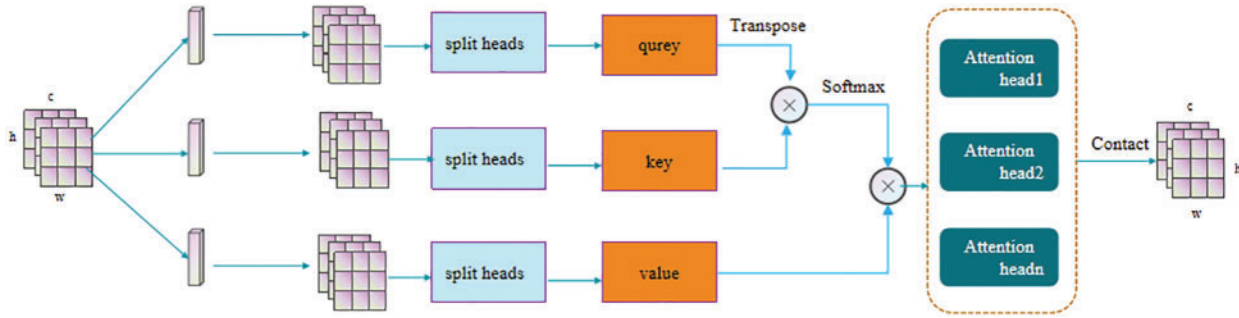 c
h
w
split heads
qurey
Transpose
split heads
key
Softmax
split heads
value
Attention
head1
Attention
head2
Attention
headn
Contact
c
h
w